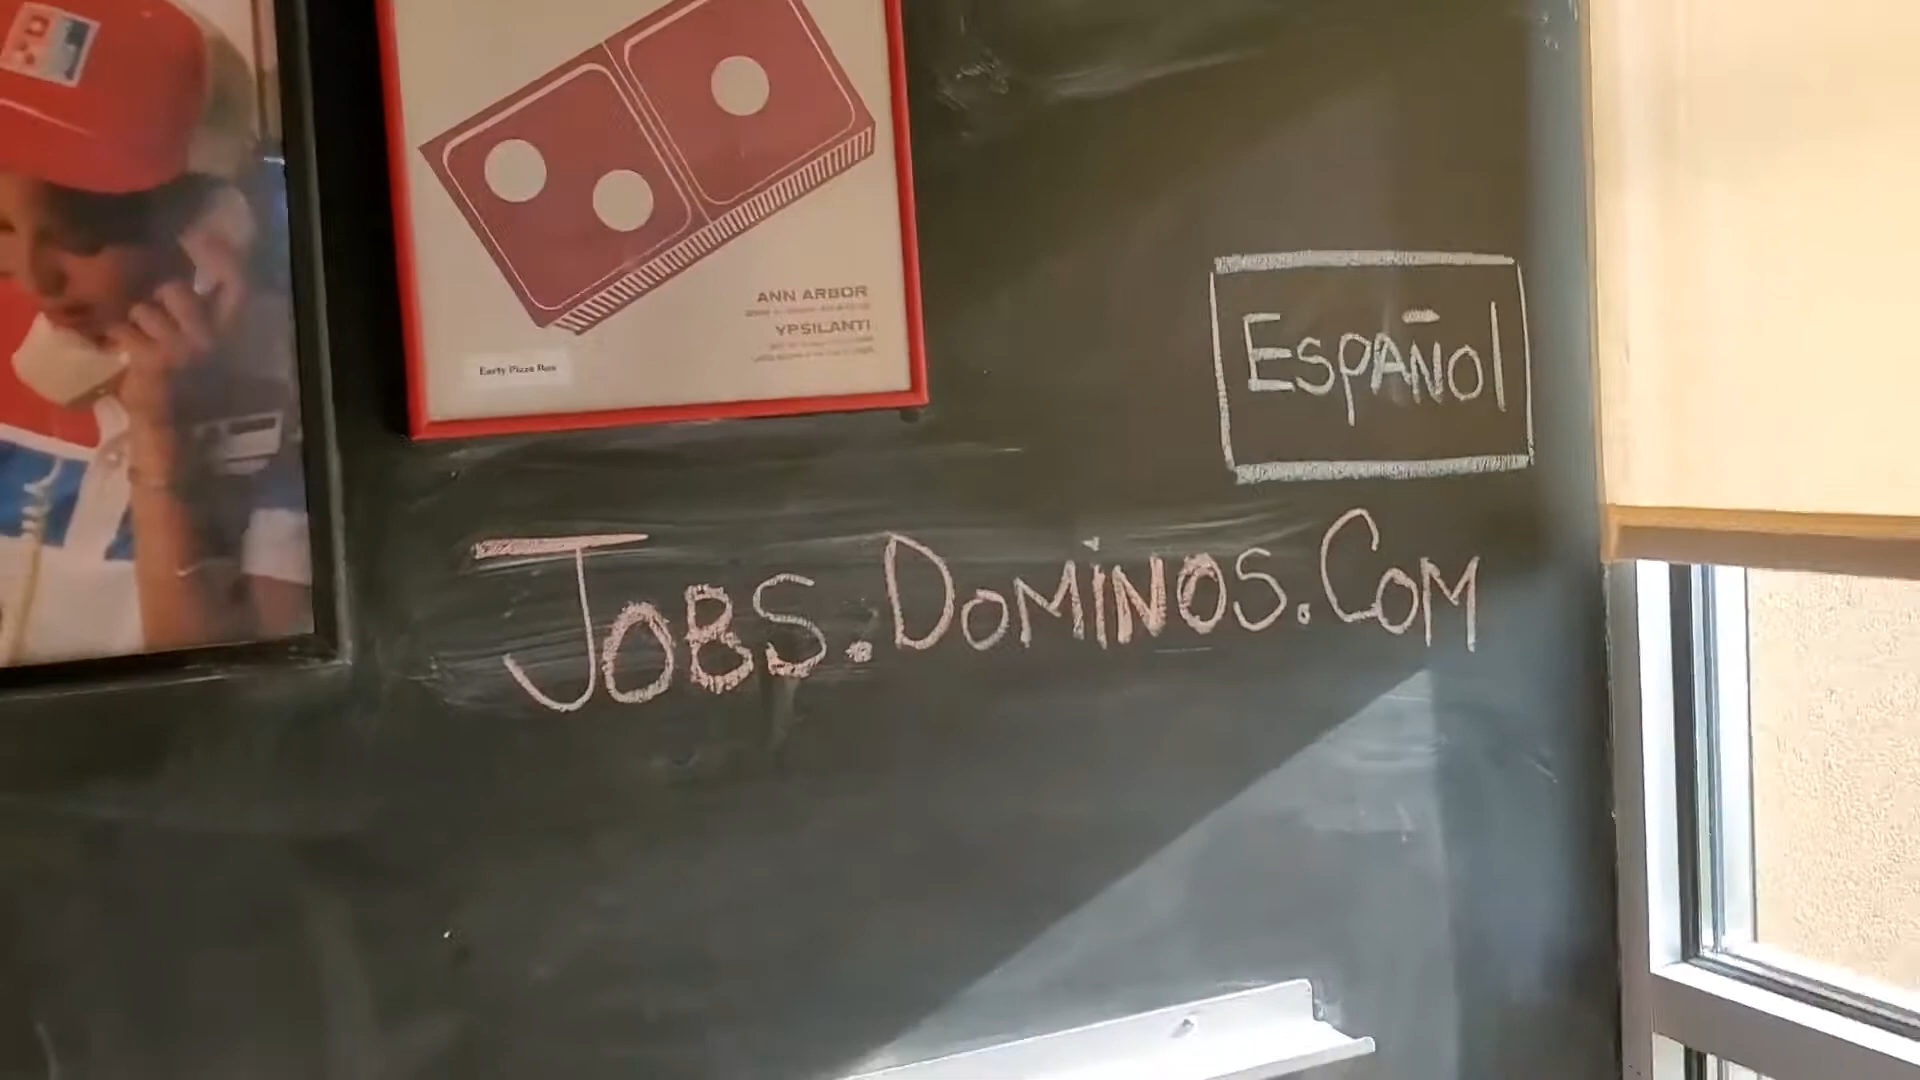 ANN ARBOR
YPSILANTI
Early Pizza Box
ESPAÑOl
JOBS.DOMiNOS.COM